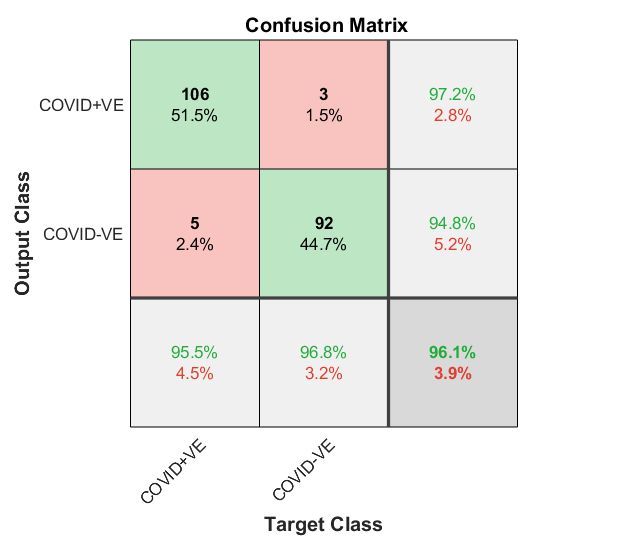 Confusion Matrix
COVID+VE
106
51.5%
3
1.5%
97.2%
2.8%
COVID-VE
5
2.4%
92
44.7%
94.8%
5.2%
95.5%
4.5%
96.8%
3.2%
96.1%
3.9%
Output Class
COVID+VE
COVID-VE
Target Class